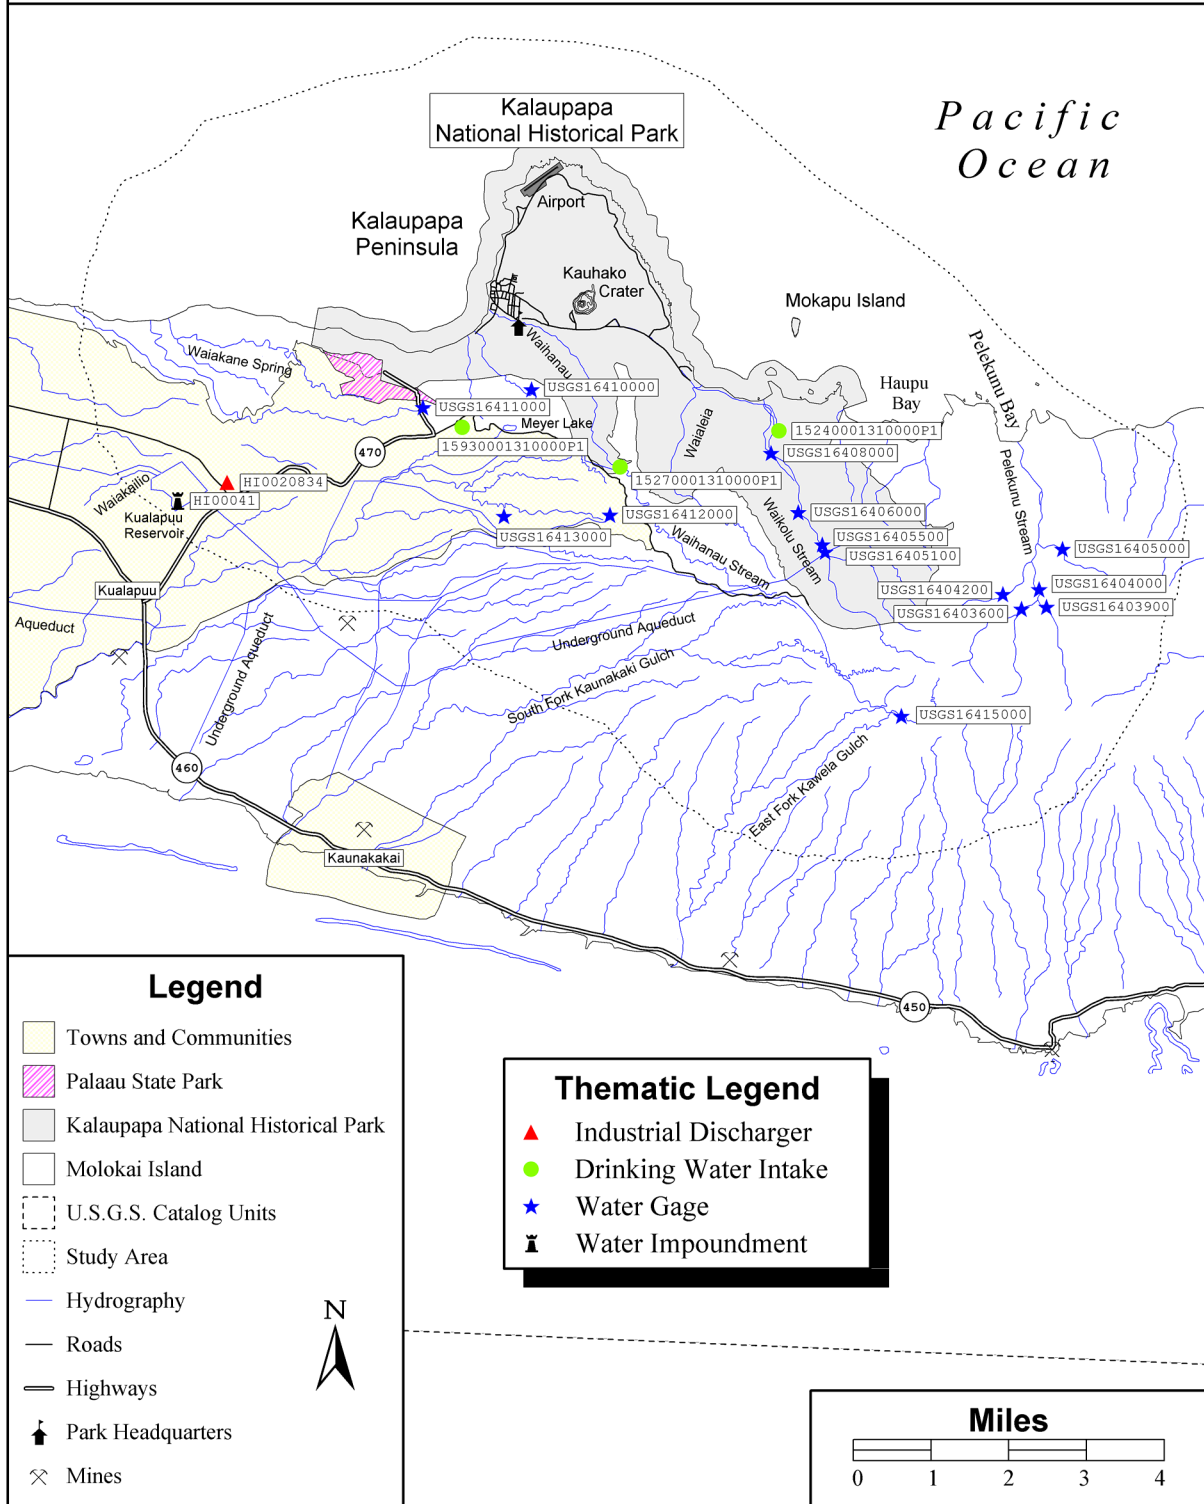 Kalaupapa
National Historical Park
Pacific
Ocean
Airport
Kalaupapa
Peninsula
Kauhako
Crater
Mokapu Island
Waihanau
Pelekunu Bay
Waiakane Spring
Haupu
Bay
USGS16410000
USGS16411000
Meyer Lake
Waialeia
15240001310000P1
15930001310000P1
USGS16408000
470
HI0020834
15270001310000P1
Pelekunu Stream
Waiakailio
HI00041
Kualapuu
Reservoir
USGS16412000
USGS16406000
USGS16413000
Waikolu Stream
USGS16405500
USGS16405100
USGS16405000
Waihanau Stream
Kualapuu
USGS16404200
USGS16404000
USGS16403600
USGS16403900
Aqueduct
Underground Aqueduct
Underground Aqueduct
South Fork Kaunakaki Gulch
USGS16415000
460
East Fork Kawela Gulch
Kaunakakai
450
Legend
Towns and Communities
Palaau State Park
Kalaupapa National Historical Park
Molokai Island
U.S.G.S. Catalog Units
Study Area
Hydrography
Roads
Highways
Park Headquarters
Mines
N
Thematic Legend
Industrial Discharger
Drinking Water Intake
Water Gage
Water Impoundment
Miles
0 1 2 3 4